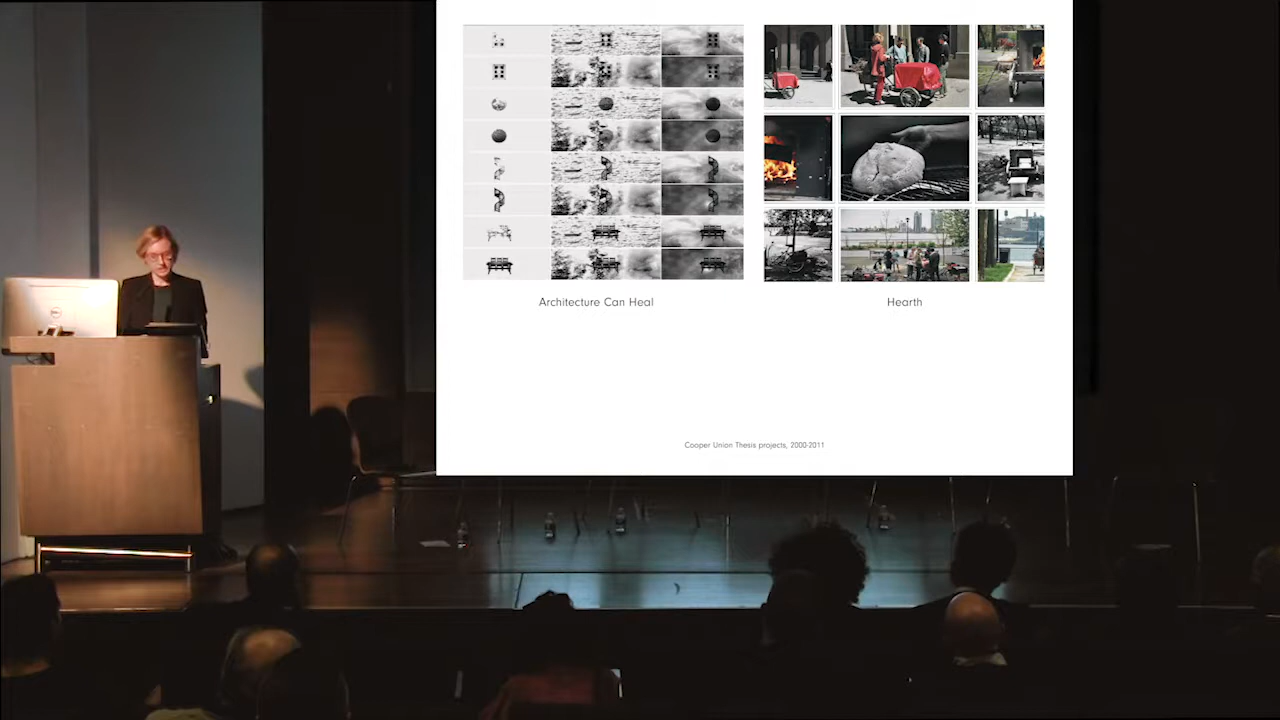 Architecture Can Heal
Hearth
Cooper Union Thesis projects, 2000-2011